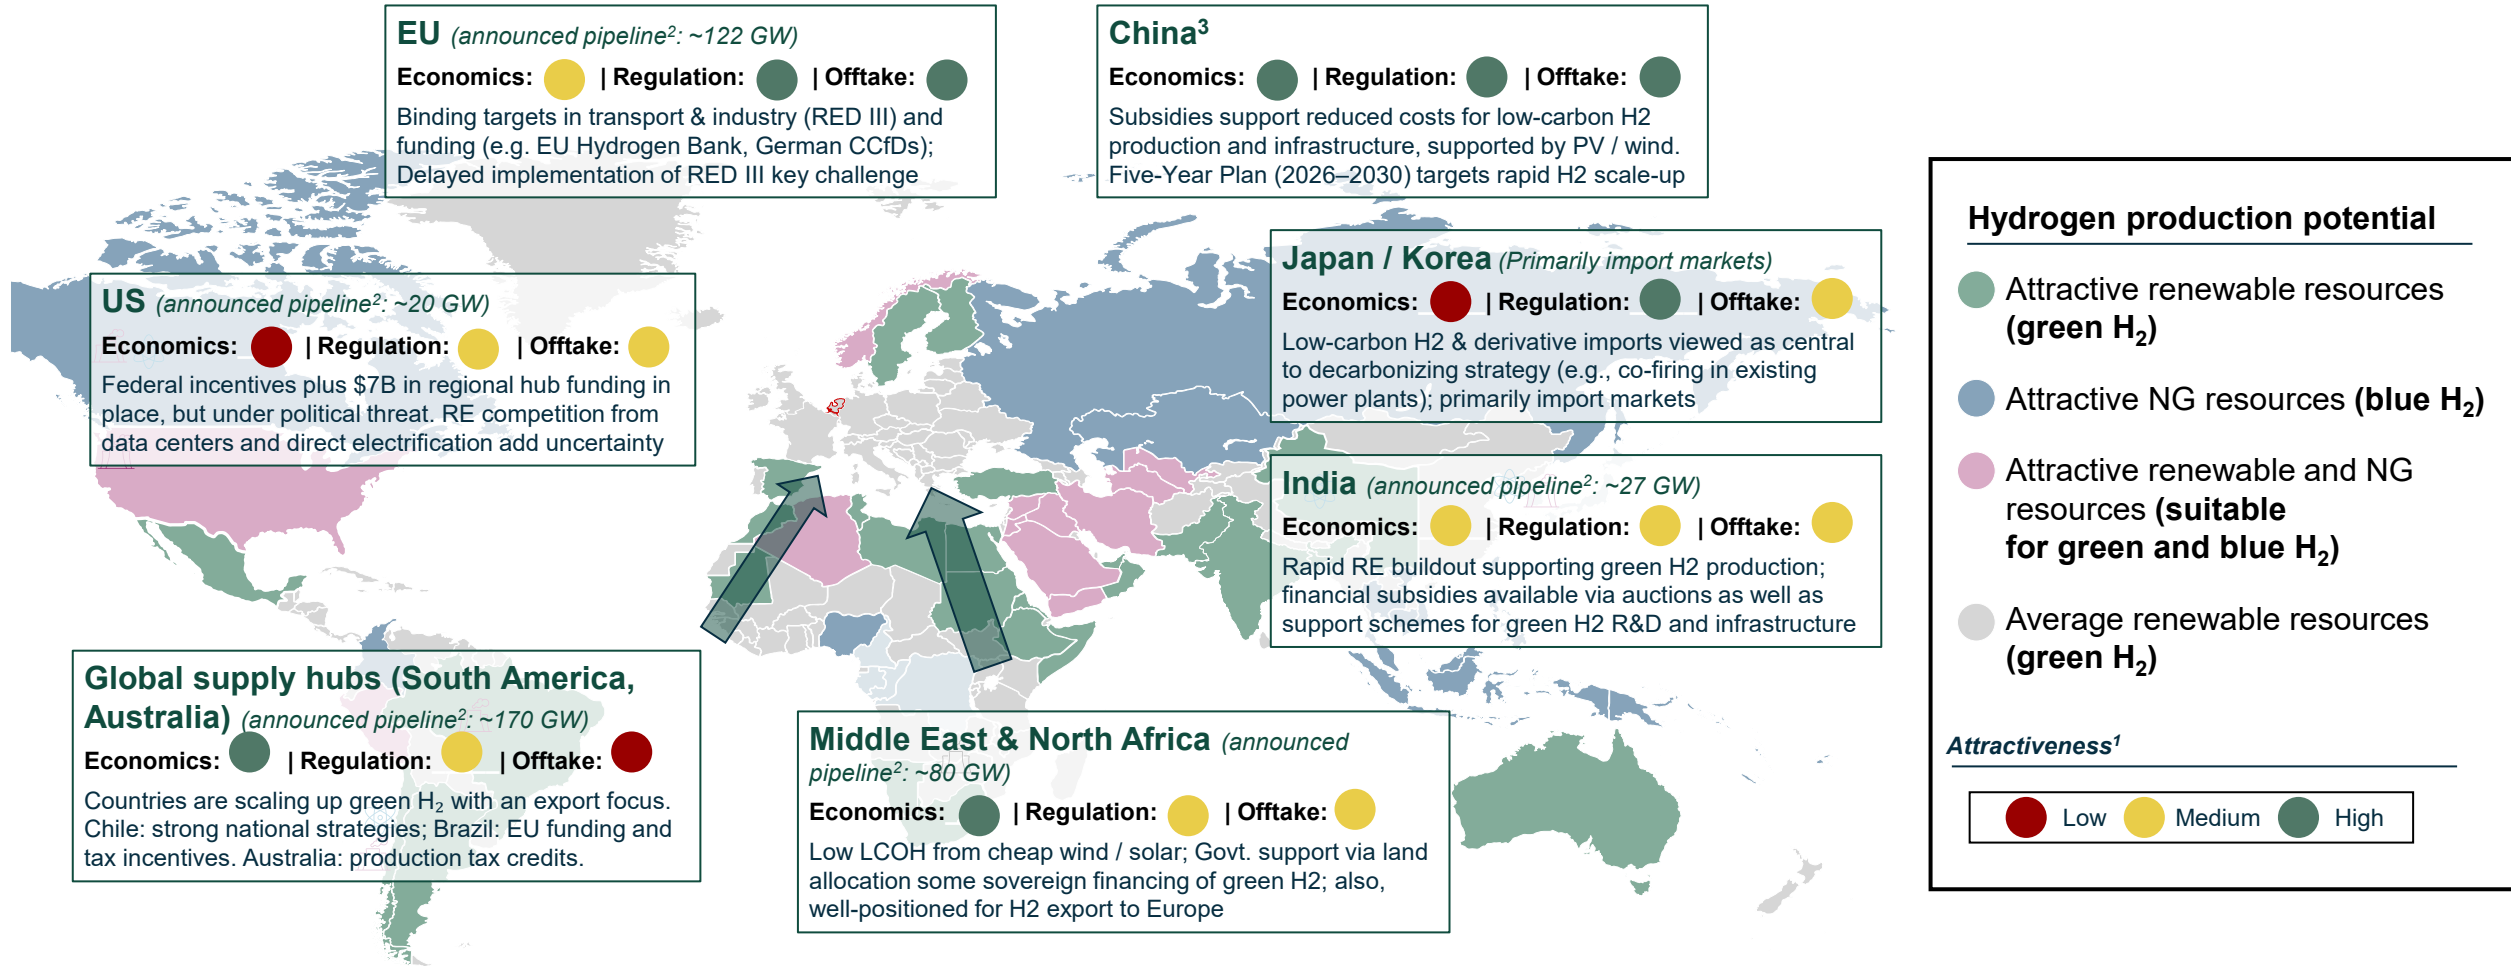 EU (announced pipeline²: ~122 GW)
Economics: | Regulation: | Offtake:
Binding targets in transport & industry (RED III) and
funding (e.g. EU Hydrogen Bank, German CCfDs);
Delayed implementation of RED III key challenge
China³
Economics: | Regulation: | Offtake:
Subsidies support reduced costs for low-carbon H2
production and infrastructure, supported by PV / wind.
Five-Year Plan (2026–2030) targets rapid H2 scale-up
US (announced pipeline²: ~20 GW)
Economics: | Regulation: | Offtake:
Federal incentives plus $7B in regional hub funding in
place, but under political threat. RE competition from
data centers and direct electrification add uncertainty
Japan / Korea (Primarily import markets)
Economics: | Regulation: | Offtake:
Low-carbon H2 & derivative imports viewed as central
to decarbonizing strategy (e.g., co-firing in existing
power plants); primarily import markets
India (announced pipeline²: ~27 GW)
Economics: | Regulation: | Offtake:
Rapid RE buildout supporting green H2 production;
financial subsidies available via auctions as well as
support schemes for green H2 R&D and infrastructure
Global supply hubs (South America,
Australia) (announced pipeline²: ~170 GW)
Economics: | Regulation: | Offtake:
Countries are scaling up green H₂ with an export focus.
Chile: strong national strategies; Brazil: EU funding and
tax incentives. Australia: production tax credits.
Middle East & North Africa (announced
pipeline²: ~80 GW)
Economics: | Regulation: | Offtake:
Low LCOH from cheap wind / solar; Govt. support via land
allocation some sovereign financing of green H2; also,
well-positioned for H2 export to Europe
Hydrogen production potential
Attractive renewable resources
(green H₂)
Attractive NG resources (blue H₂)
Attractive renewable and NG
resources (suitable
for green and blue H₂)
Average renewable resources
(green H₂)
Attractiveness¹
Low Medium High